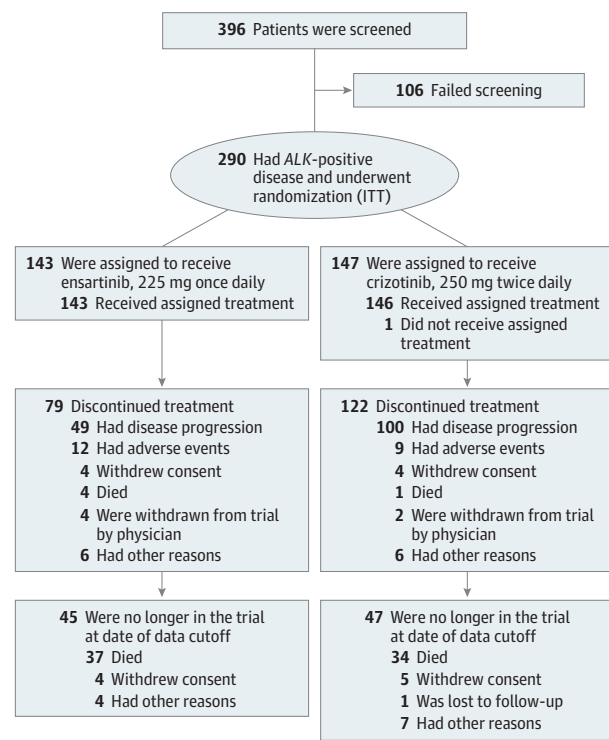 396 Patients were screened
106 Failed screening
290 Had ALK-positive
disease and underwent
randomization (ITT)
143 Were assigned to receive
ensartinib, 225 mg once daily
143 Received assigned treatment
147 Were assigned to receive
crizotinib, 250 mg twice daily
146 Received assigned treatment
1 Did not receive assigned
treatment
79 Discontinued treatment
49 Had disease progression
12 Had adverse events
4 Withdrew consent
4 Died
4 Were withdrawn from trial
by physician
6 Had other reasons
122 Discontinued treatment
100 Had disease progression
9 Had adverse events
4 Withdrew consent
1 Died
2 Were withdrawn from trial
by physician
6 Had other reasons
45 Were no longer in the trial
at date of data cutoff
37 Died
4 Withdrew consent
4 Had other reasons
47 Were no longer in the trial
at date of data cutoff
34 Died
5 Withdrew consent
1 Was lost to follow-up
7 Had other reasons